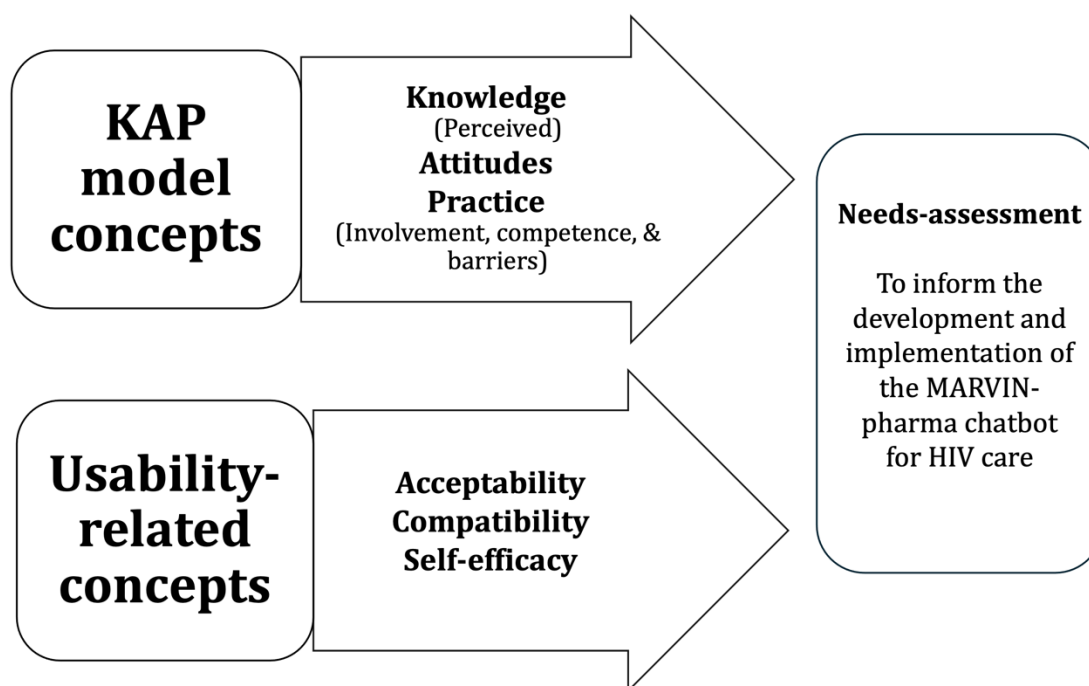 KAP
model
concepts
Knowledge
(Perceived)
Attitudes
Practice
(Involvement, competence, &
barriers)
Usability-
related
concepts
Acceptability
Compatibility
Self-efficacy
Needs-assessment
To inform the
development and
implementation of
the MARVIN-
pharma chatbot
for HIV care